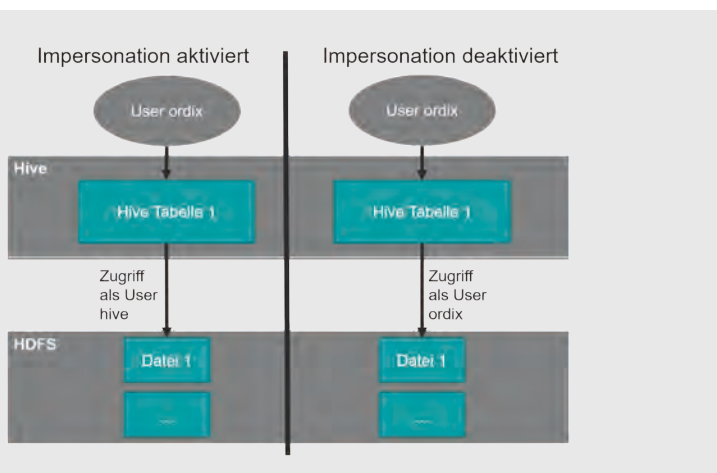 Impersonation aktiviert
Impersonation deaktiviert
User ordix
User ordix
Hive
Hive Tabelle 1
Hive Tabelle 1
Zugriff
als User
hive
Zugriff
als User
ordix
HDFS
Datei 1
Datei 1
...
...